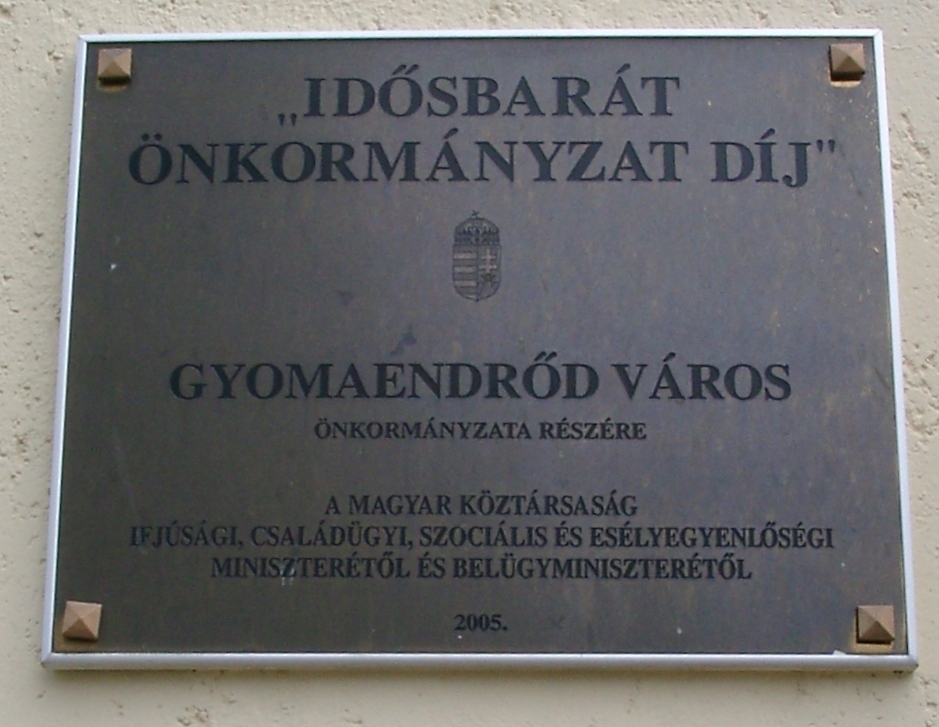 „IDŐSBARÁT
ÖNKORMÁNYZAT DÍJ"
GYOMAENDRŐD VÁROS
ÖNKORMÁNYZATA RÉSZÉRE
A MAGYAR KÖZTÁRSASÁG
IFJÚSÁGI, CSALÁDÜGYI, SZOCIÁLIS ÉS ESÉLYEGYENLŐSÉGI
MINISZTERÉTŐL ÉS BELÜGYMINISZTERÉTŐL
2005.